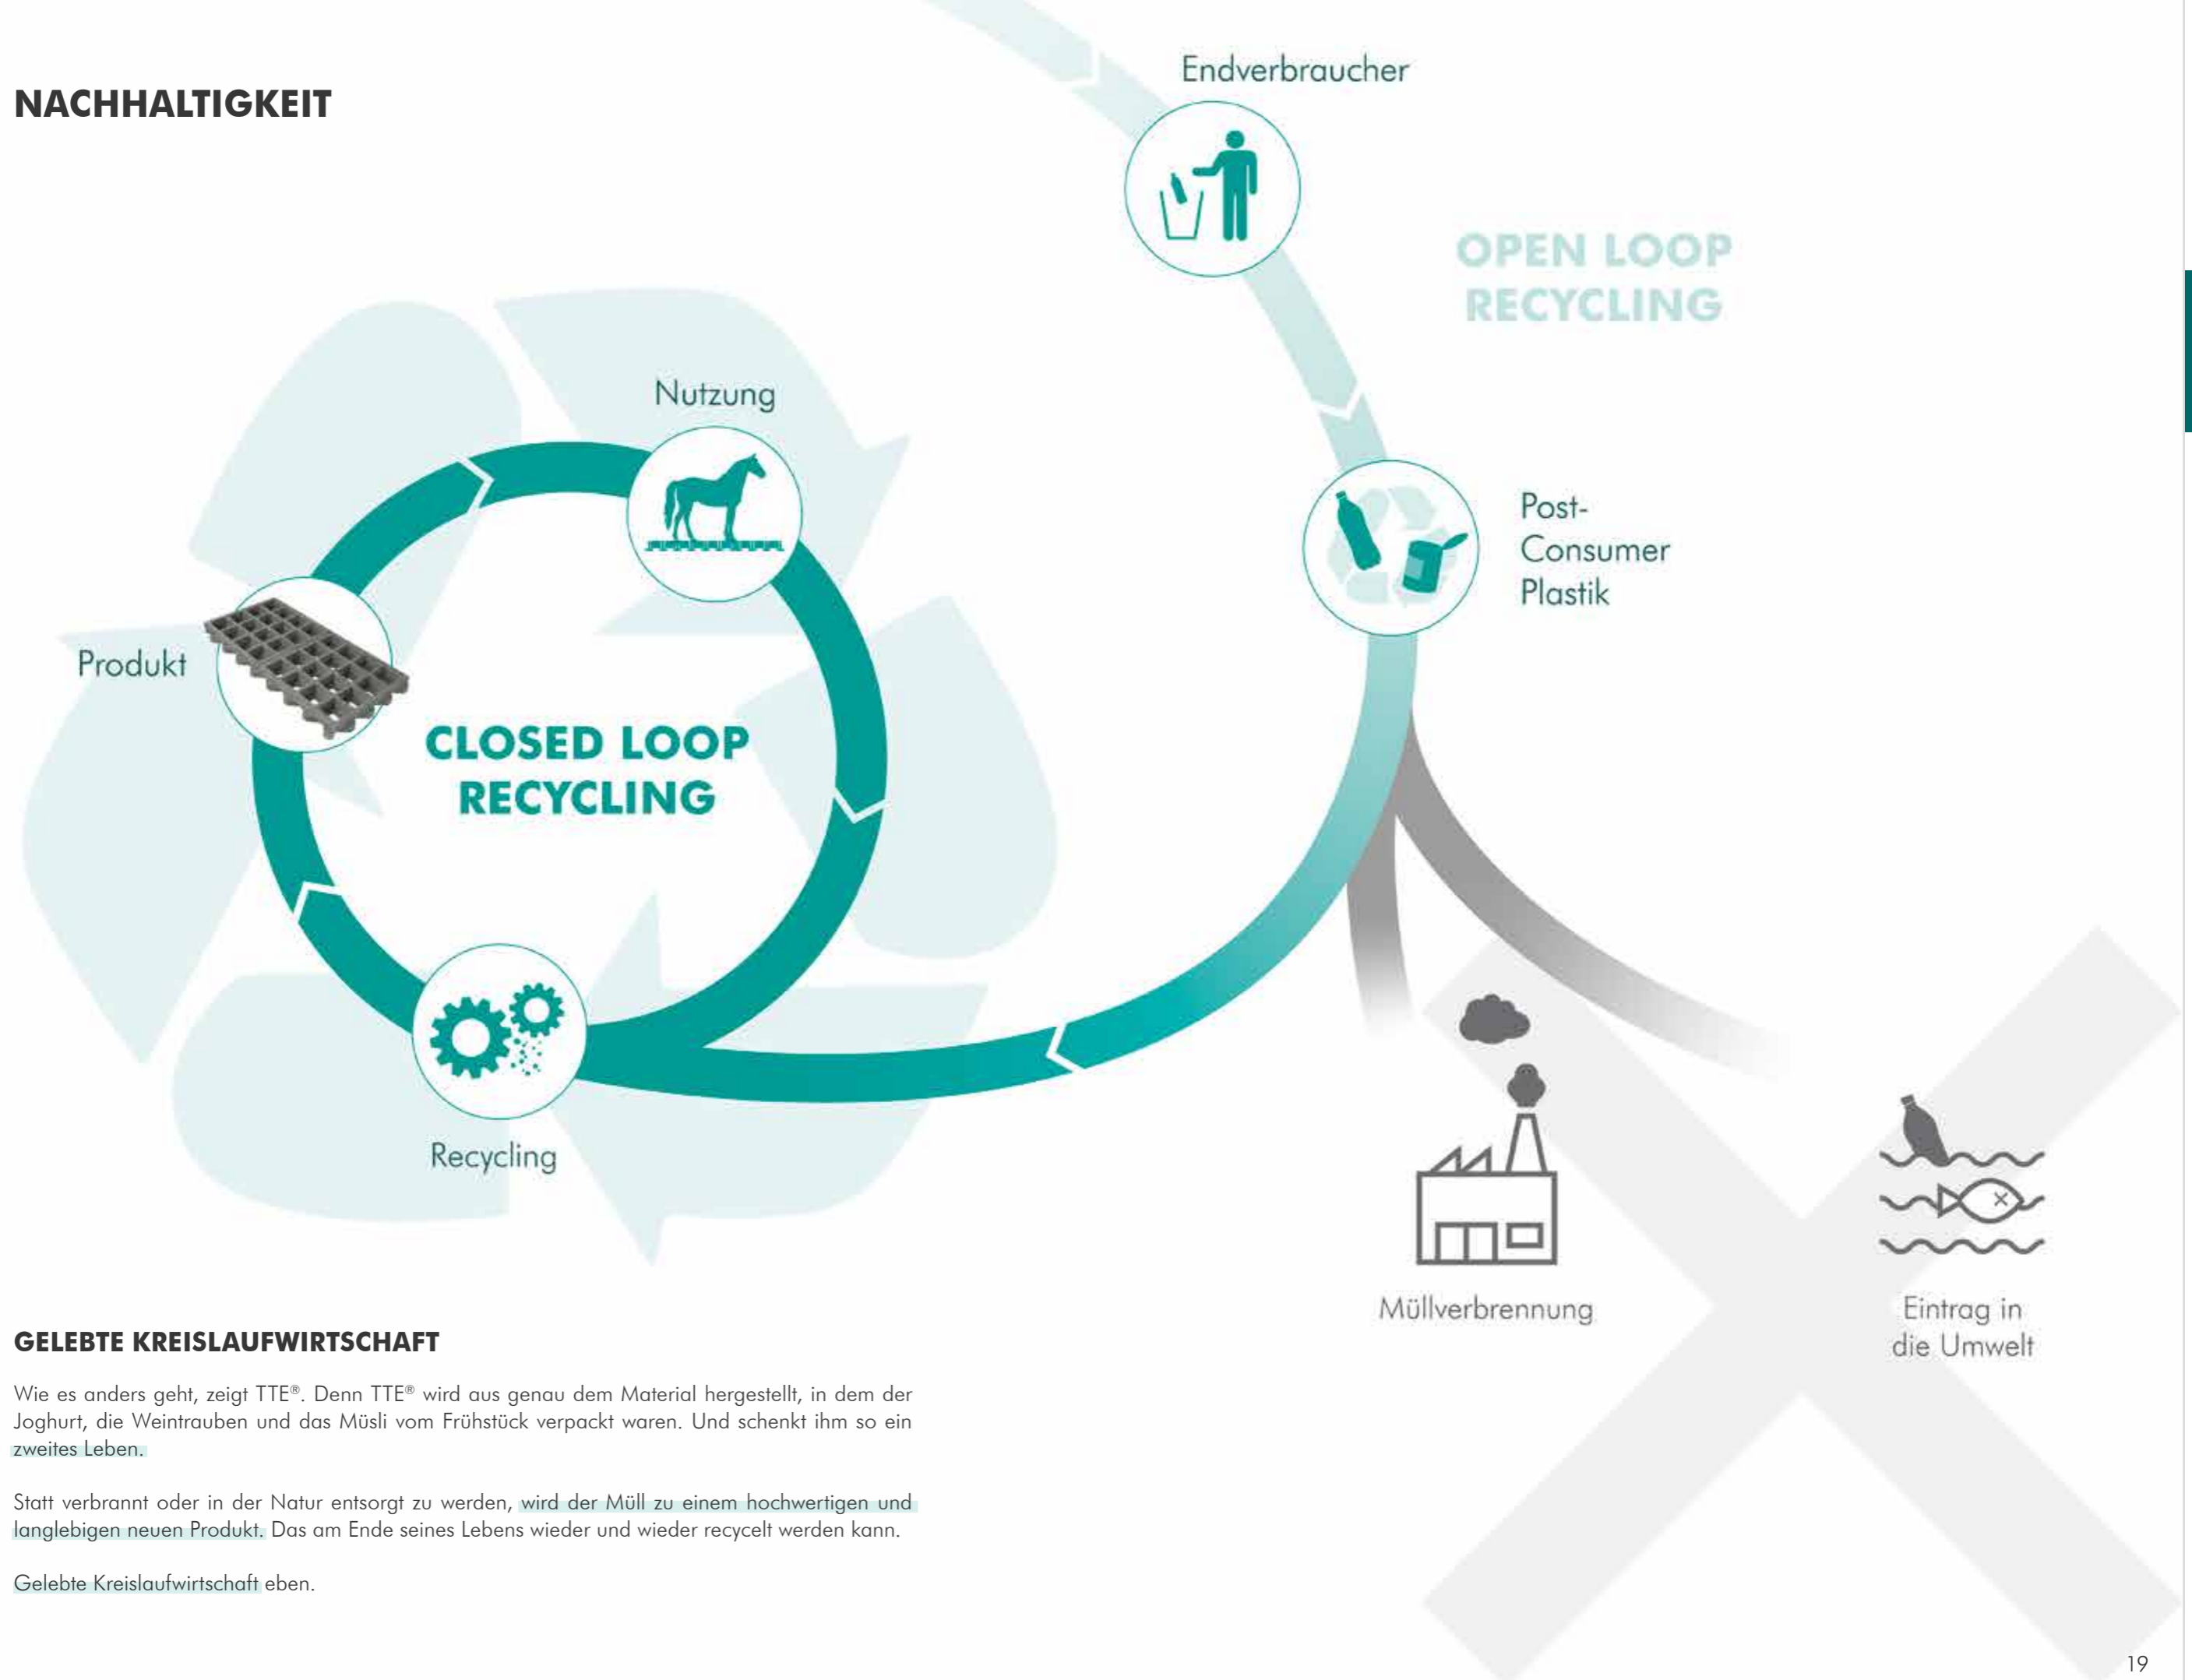 NACHHALTIGKEIT
Endverbraucher
OPEN LOOP
RECYCLING
Nutzung
Post-
Consumer
Plastik
Produkt
CLOSED LOOP
RECYCLING
Recycling
Müllverbrennung
Eintrag in
die Umwelt
GELEBTE KREISLAUFWIRTSCHAFT
Wie es anders geht, zeigt TTE®. Denn TTE® wird aus genau dem Material hergestellt, in dem der
Joghurt, die Weintrauben und das Müsli vom Frühstück verpackt waren. Und schenkt ihm so ein
zweites Leben.
Statt verbrannt oder in der Natur entsorgt zu werden, wird der Müll zu einem hochwertigen und
langlebigen neuen Produkt. Das am Ende seines Lebens wieder und wieder recycelt werden kann.
Gelebte Kreislaufwirtschaft eben.
19